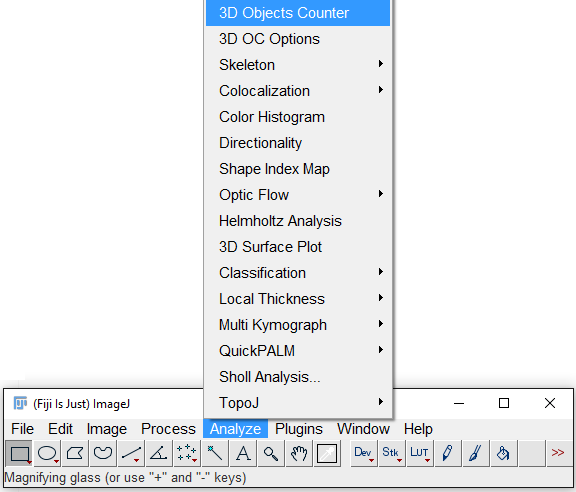 3D Objects Counter
3D OC Options
Skeleton
Colocalization
Color Histogram
Directionality
Shape Index Map
Optic Flow
Helmholtz Analysis
3D Surface Plot
Classification
Local Thickness
Multi Kymograph
QuickPALM
Sholl Analysis...
TopoJ
(Fiji Is Just) ImageJ
File Edit Image Process Analyze Plugins Window Help
A Dev Stk LUT >>
Magnifying glass (or use "+" and "-" keys)